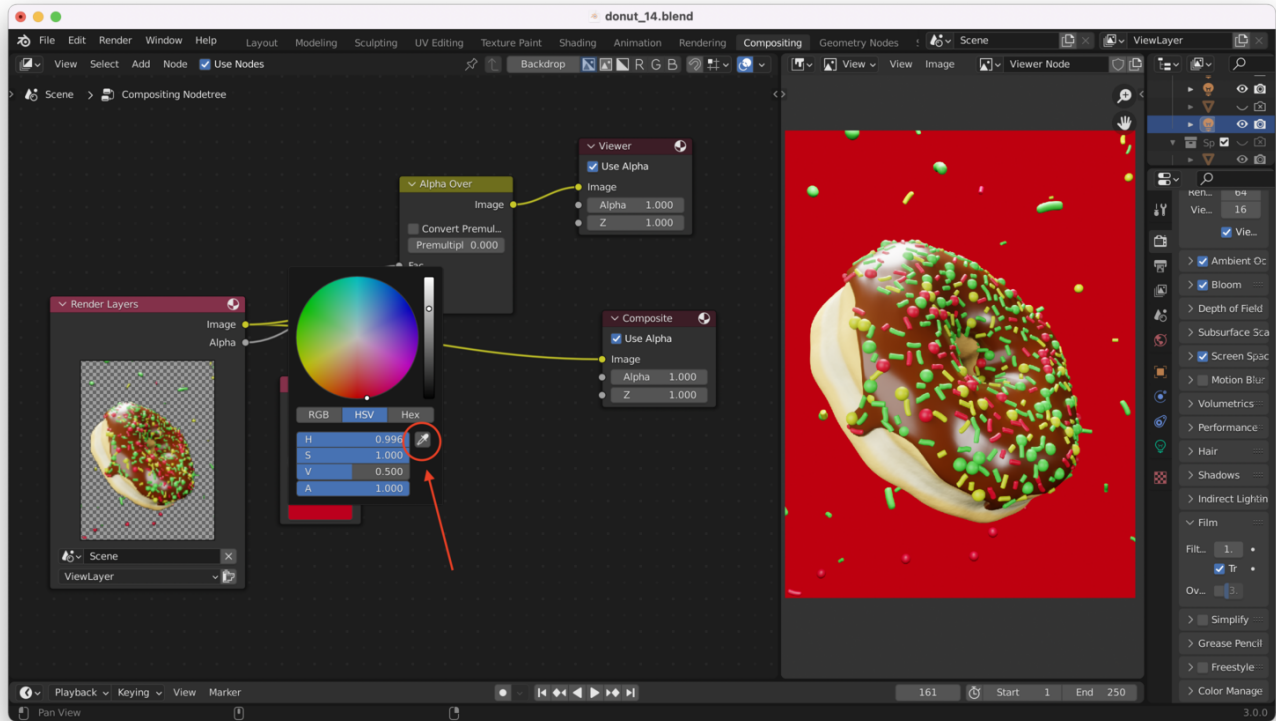 donut_14.blend
File Edit Render Window Help Layout Modeling Sculpting UV Editing Texture Paint Shading Animation Rendering Compositing Geometry Nodes Scene ViewLayer
View Select Add Node Use Nodes Backdrop R G B View View Image Viewer Node
Scene > Compositing Nodetree
Viewer
Use Alpha
Image
Alpha 1.000
Z 1.000
Alpha Over
Image
Convert Premul...
Premultipl 0.000
Fac
Render Layers
Image
Alpha
Scene
ViewLayer
RGB HSV Hex
H 0.996
S 1.000
V 0.500
A 1.000
Composite
Use Alpha
Image
Alpha 1.000
Z 1.000
Sp
Ren... 64
Vie... 16
Vie...
Ambient Oc
Bloom
Depth of Field
Subsurface Sca
Screen Spac
Motion Blur
Volumetrics
Performance
Hair
Shadows
Indirect Lightin
Film
Filt... 1.
Tr
Ov... 3.
Simplify
Grease Pencil
Freestyle
Color Manage
Playback Keying View Marker 161 Start 1 End 250
Pan View 3.0.0